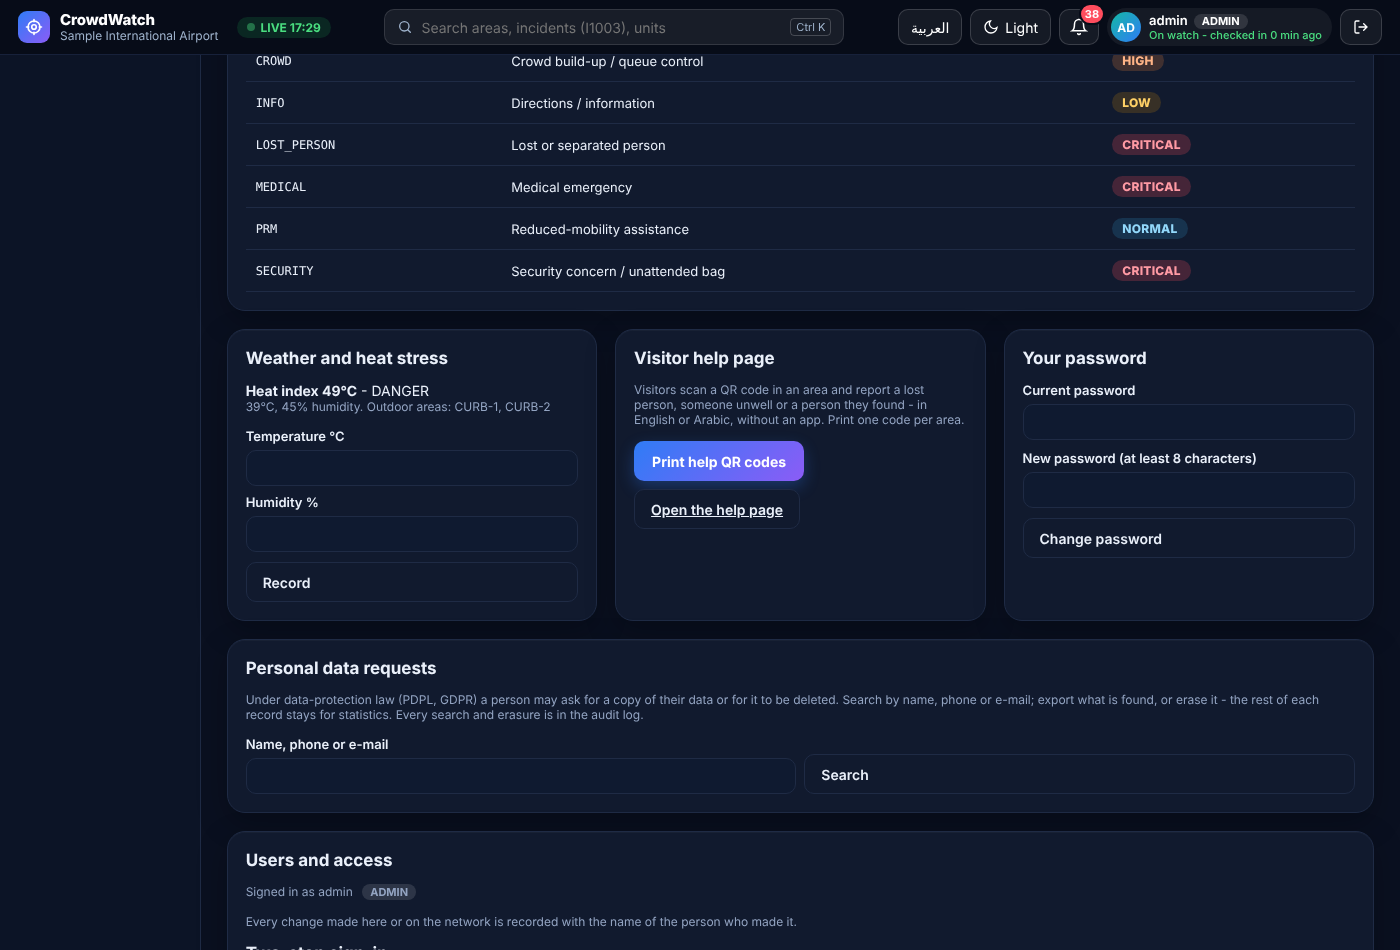 CrowdWatch
Sample International Airport
LIVE 17:29
Search areas, incidents (I1003), units
Ctrl K
العربية
Light
38
AD
admin ADMIN
On watch - checked in 0 min ago
CROWD Crowd build-up / queue control HIGH
INFO Directions / information LOW
LOST_PERSON Lost or separated person CRITICAL
MEDICAL Medical emergency CRITICAL
PRM Reduced-mobility assistance NORMAL
SECURITY Security concern / unattended bag CRITICAL
Weather and heat stress
Heat index 49°C - DANGER
39°C, 45% humidity. Outdoor areas: CURB-1, CURB-2
Temperature °C
Humidity %
Record
Visitor help page
Visitors scan a QR code in an area and report a lost
person, someone unwell or a person they found - in
English or Arabic, without an app. Print one code per area.
Print help QR codes
Open the help page
Your password
Current password
New password (at least 8 characters)
Change password
Personal data requests
Under data-protection law (PDPL, GDPR) a person may ask for a copy of their data or for it to be deleted. Search by name, phone or e-mail; export what is found, or erase it - the rest of each
record stays for statistics. Every search and erasure is in the audit log.
Name, phone or e-mail
Search
Users and access
Signed in as admin ADMIN
Every change made here or on the network is recorded with the name of the person who made it.
Two-step sign-in